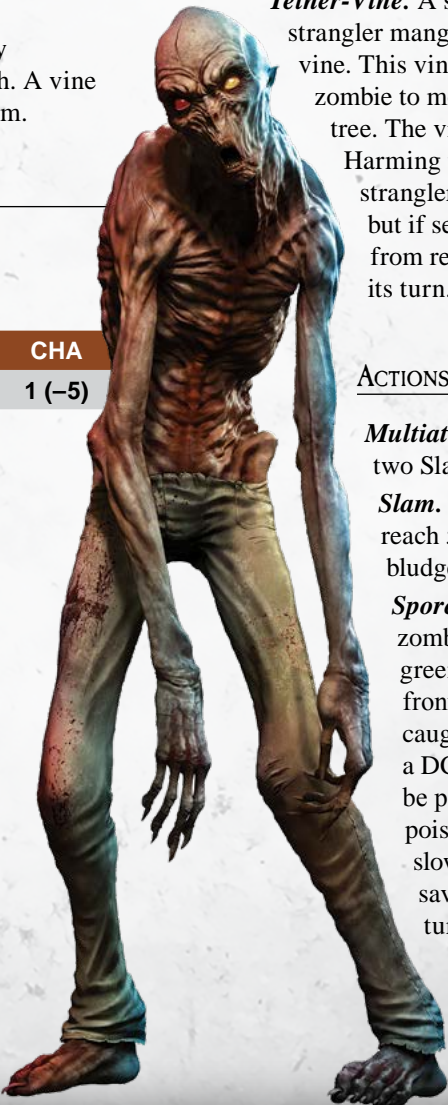 y
h. A vine
m.
CHA
1 (–5)
Tether-Vine. A s
strangler mang
vine. This vin
zombie to m
tree. The v
Harming
strangler
but if se
from re
its turn.
ACTIONS
Multiat
two Sla
Slam.
reach
bludge
Spore
zomb
gree
fron
caug
a DC
be p
pois
slow
sav
tur